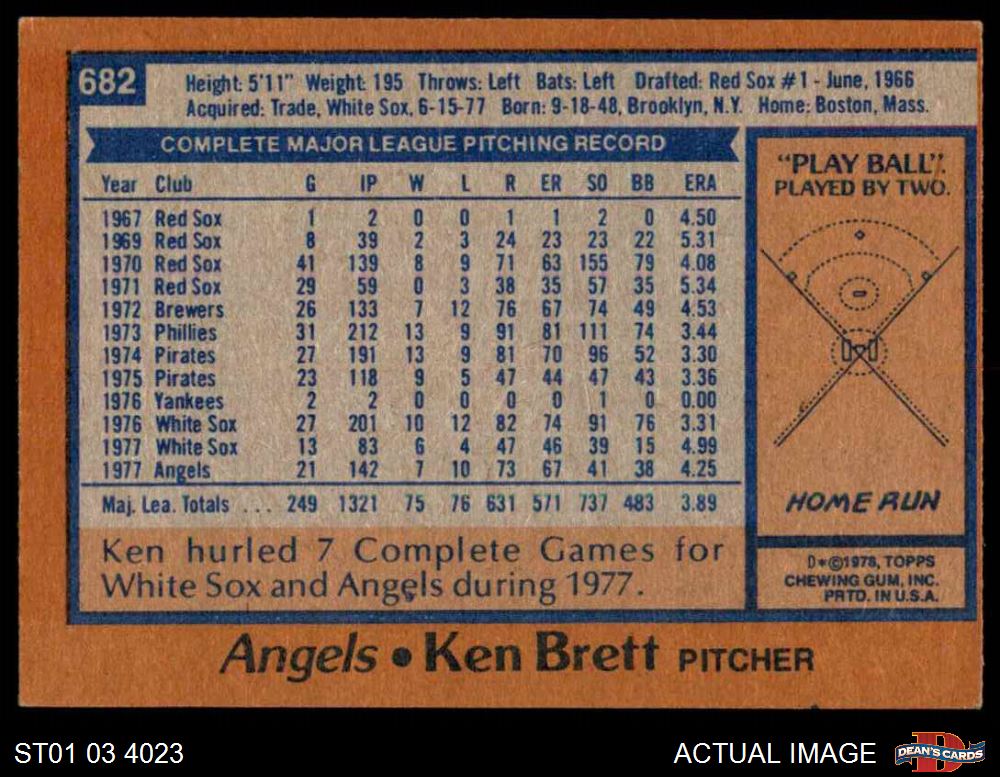 682
Height: 5'11" Weight: 195 Throws: Left Bats: Left Drafted: Red Sox #1 - June, 1966
Acquired: Trade, White Sox, 6-15-77 Born: 9-18-48, Brooklyn, N.Y. Home: Boston, Mass.
COMPLETE MAJOR LEAGUE PITCHING RECORD
Year Club G IP W L R ER SO BB ERA
1967 Red Sox 1 2 0 0 1 1 2 0 4.50
1969 Red Sox 8 39 2 3 24 23 23 22 5.31
1970 Red Sox 41 139 8 9 71 63 155 79 4.08
1971 Red Sox 29 59 0 3 38 35 57 35 5.34
1972 Brewers 26 133 7 12 76 67 74 49 4.53
1973 Phillies 31 212 13 9 91 81 111 74 3.44
1974 Pirates 27 191 13 9 81 70 96 52 3.30
1975 Pirates 23 118 9 5 47 44 47 43 3.36
1976 Yankees 2 2 0 0 0 0 1 0 0.00
1976 White Sox 27 201 10 12 82 74 91 76 3.31
1977 White Sox 13 83 6 4 47 46 39 15 4.99
1977 Angels 21 142 7 10 73 67 41 38 4.25
Maj. Lea. Totals ... 249 1321 75 76 631 571 737 483 3.89
Ken hurled 7 Complete Games for
White Sox and Angels during 1977.
"PLAY BALL".
PLAYED BY TWO.
HOME RUN
D*©1978, TOPPS
CHEWING GUM, INC.
PRTD. IN U.S.A.
Angels • Ken Brett PITCHER
ST01 03 4023
ACTUAL IMAGE
DEAN'S CARDS